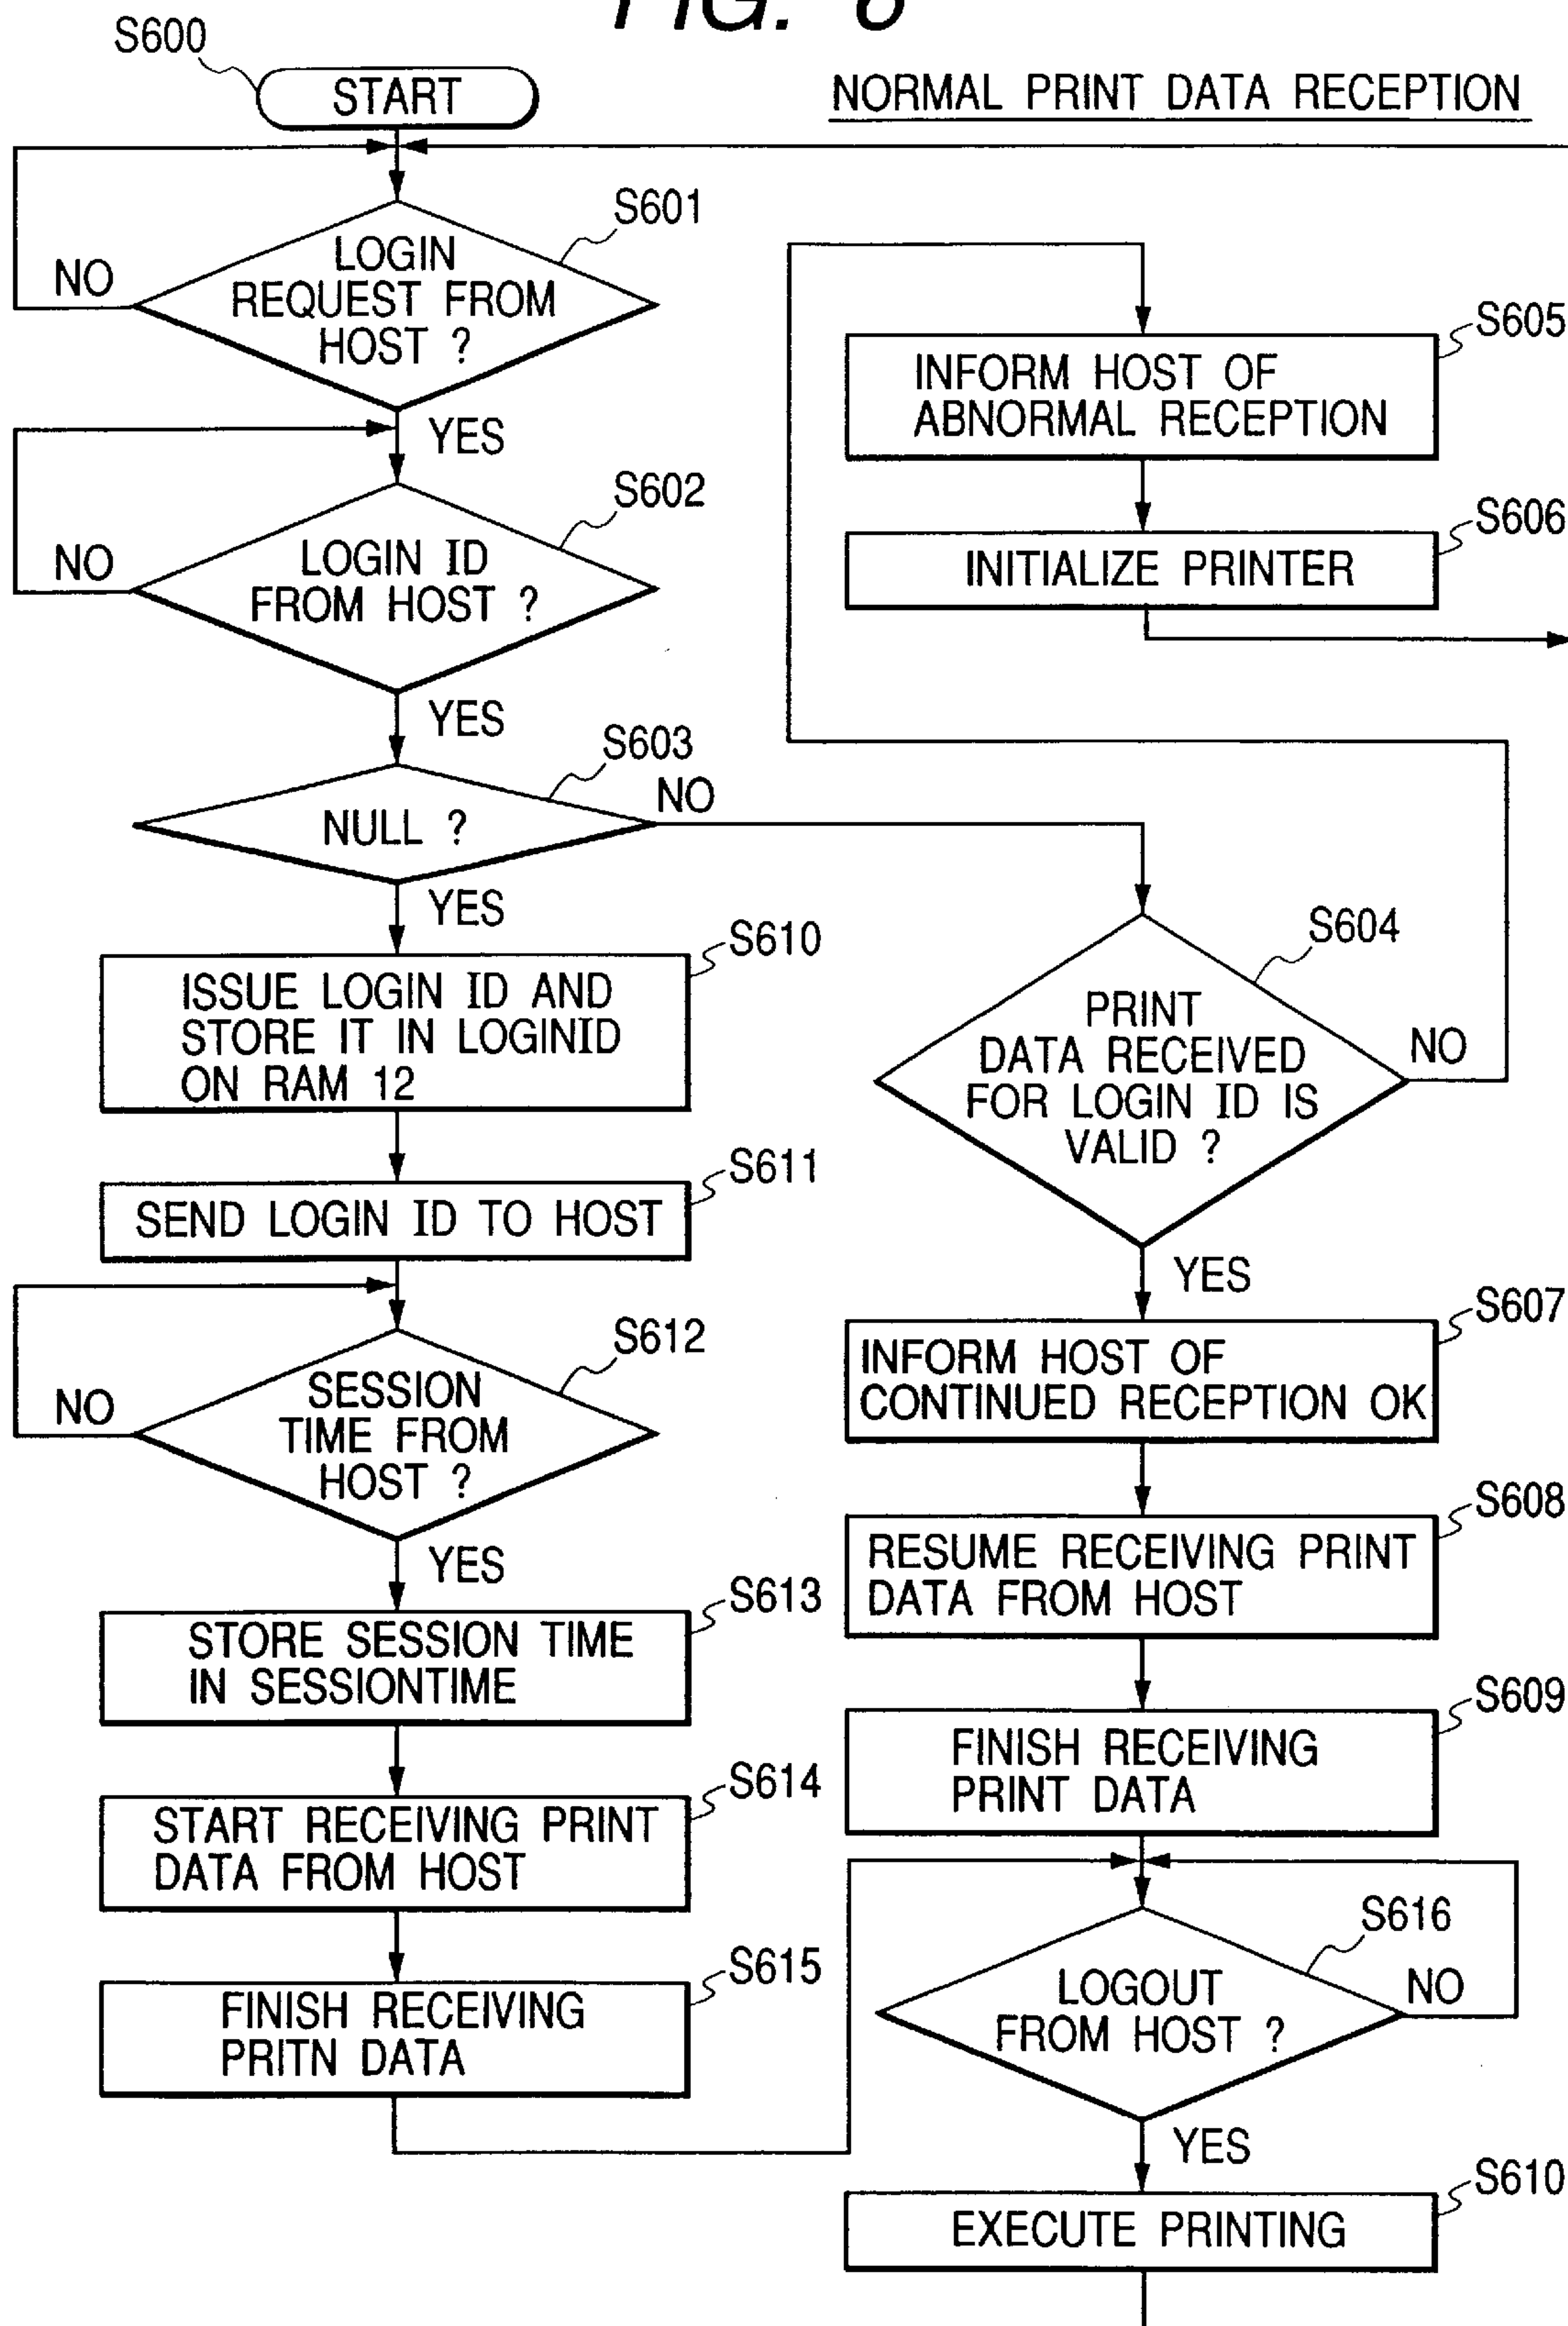 FIG. 6
S600
START
NORMAL PRINT DATA RECEPTION
S601
LOGIN
REQUEST FROM
HOST ?
NO
YES
S602
LOGIN ID
FROM HOST ?
NO
YES
S603
NULL ?
NO
YES
S610
ISSUE LOGIN ID AND
STORE IT IN LOGINID
ON RAM 12
S611
SEND LOGIN ID TO HOST
S612
SESSION
TIME FROM
HOST ?
NO
YES
S613
STORE SESSION TIME
IN SESSIONTIME
S614
START RECEIVING PRINT
DATA FROM HOST
S615
FINISH RECEIVING
PRITN DATA
S605
INFORM HOST OF
ABNORMAL RECEPTION
S606
INITIALIZE PRINTER
S604
PRINT
DATA RECEIVED
FOR LOGIN ID IS
VALID ?
NO
YES
S607
INFORM HOST OF
CONTINUED RECEPTION OK
S608
RESUME RECEIVING PRINT
DATA FROM HOST
S609
FINISH RECEIVING
PRINT DATA
S616
LOGOUT
FROM HOST ?
NO
YES
S610
EXECUTE PRINTING